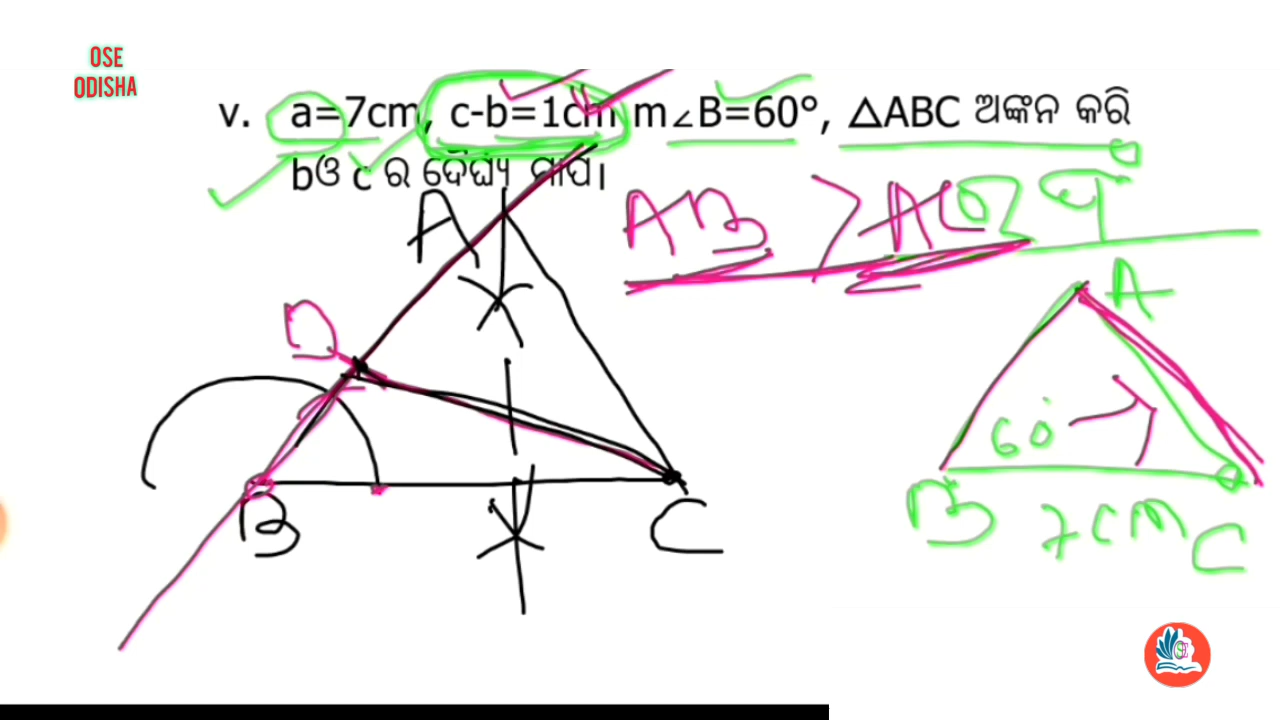 OSE
ODISHA
v. a=7cm, c-b=1cm m∠B=60°, △ABC ଅଙ୍କନ କରି
bଓ c ର ଦୈର୍ଘ୍ୟ ମାପ।
AB > AC
A
D
B
C
A
60°
B 7cm C